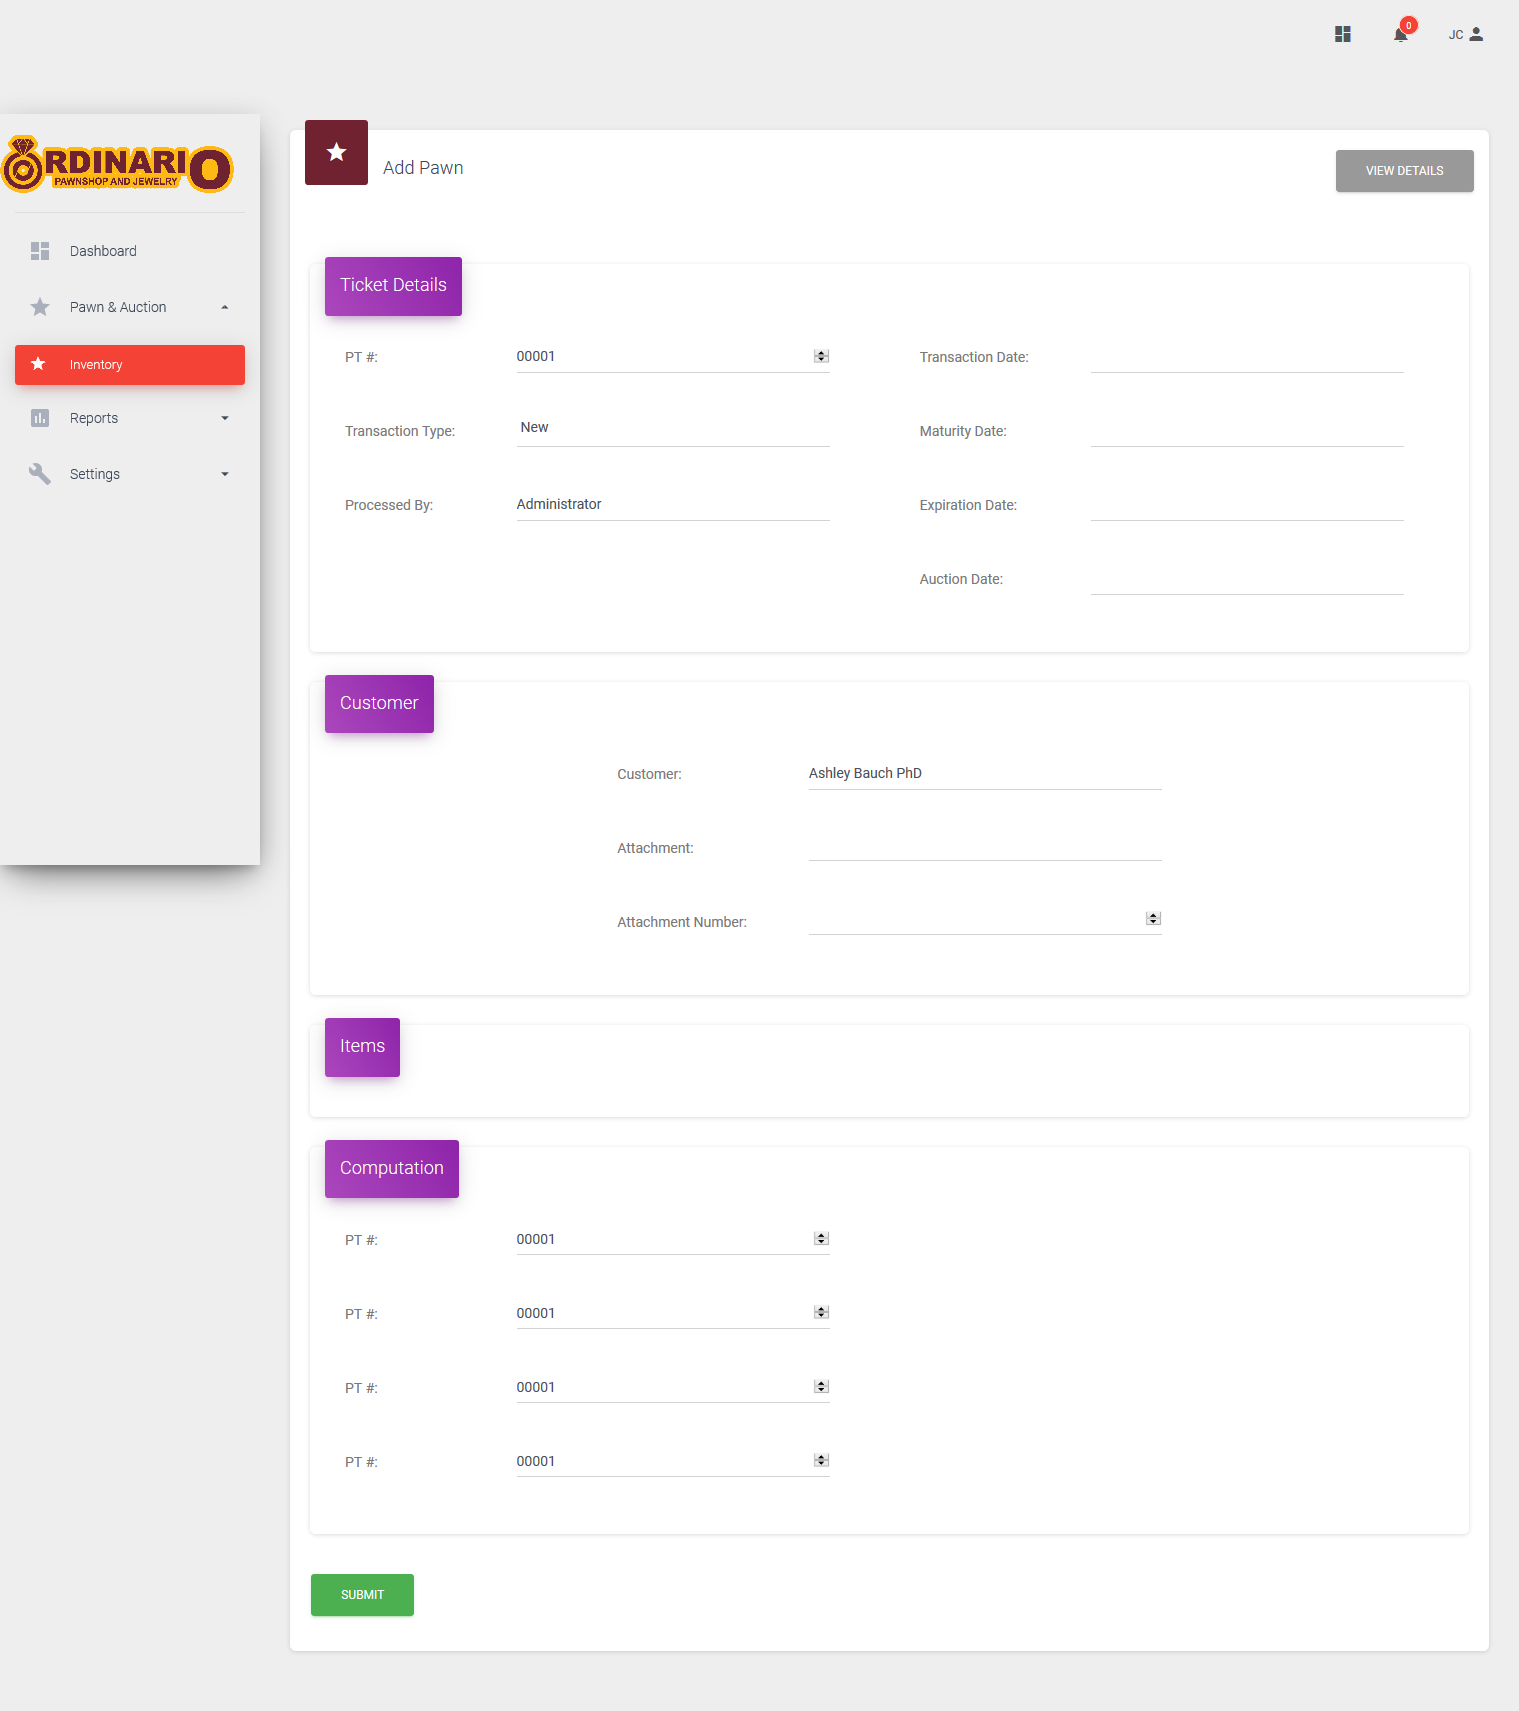 0
JC
ORDINARIO
PAWNSHOP AND JEWELRY
Dashboard
Pawn & Auction
Inventory
Reports
Settings
Add Pawn
VIEW DETAILS
Ticket Details
PT #: 00001 Transaction Date:
Transaction Type: New Maturity Date:
Processed By: Administrator Expiration Date:
Auction Date:
Customer
Customer: Ashley Bauch PhD
Attachment:
Attachment Number:
Items
Computation
PT #: 00001
PT #: 00001
PT #: 00001
PT #: 00001
SUBMIT